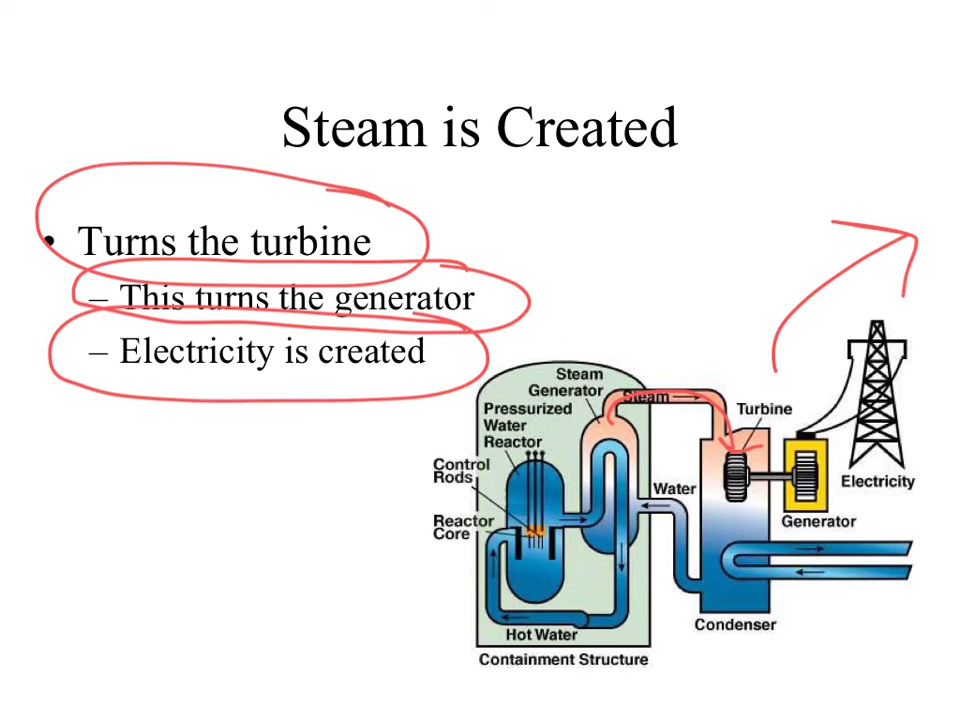 Steam is Created
• Turns the turbine
– This turns the generator
– Electricity is created
Steam
Generator
Steam
Pressurized
Water
Reactor
Turbine
Control
Rods
Water
Electricity
Reactor
Core
Generator
Hot Water
Condenser
Containment Structure